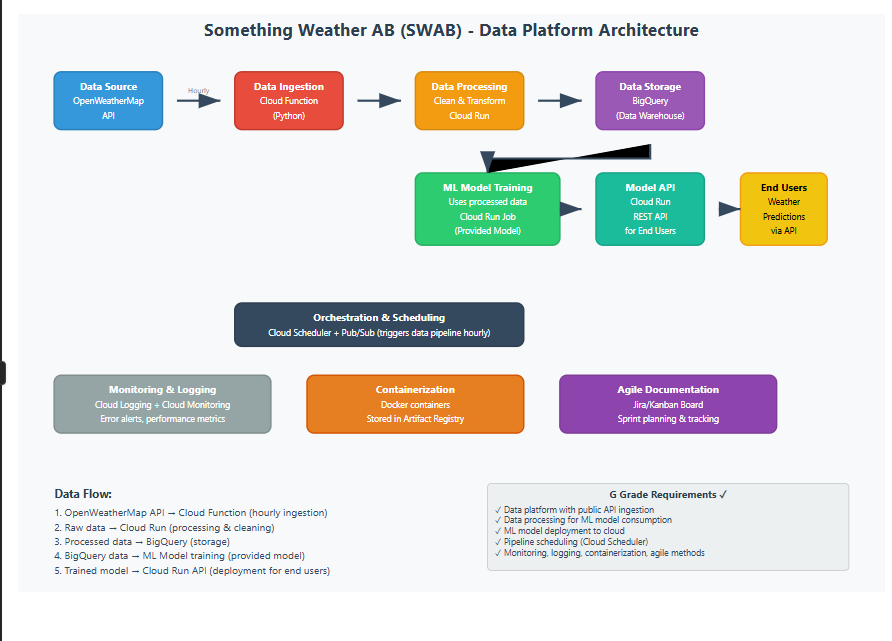 Something Weather AB (SWAB) - Data Platform Architecture
Data Source
OpenWeatherMap
API
Hourly
Data Ingestion
Cloud Function
(Python)
Data Processing
Clean & Transform
Cloud Run
Data Storage
BigQuery
(Data Warehouse)
ML Model Training
Uses processed data
Cloud Run Job
(Provided Model)
Model API
Cloud Run
REST API
for End Users
End Users
Weather
Predictions
via API
Orchestration & Scheduling
Cloud Scheduler + Pub/Sub (triggers data pipeline hourly)
Monitoring & Logging
Cloud Logging + Cloud Monitoring
Error alerts, performance metrics
Containerization
Docker containers
Stored in Artifact Registry
Agile Documentation
Jira/Kanban Board
Sprint planning & tracking
Data Flow:
1. OpenWeatherMap API → Cloud Function (hourly ingestion)
2. Raw data → Cloud Run (processing & cleaning)
3. Processed data → BigQuery (storage)
4. BigQuery data → ML Model training (provided model)
5. Trained model → Cloud Run API (deployment for end users)
G Grade Requirements ✓
✓ Data platform with public API ingestion
✓ Data processing for ML model consumption
✓ ML model deployment to cloud
✓ Pipeline scheduling (Cloud Scheduler)
✓ Monitoring, logging, containerization, agile methods